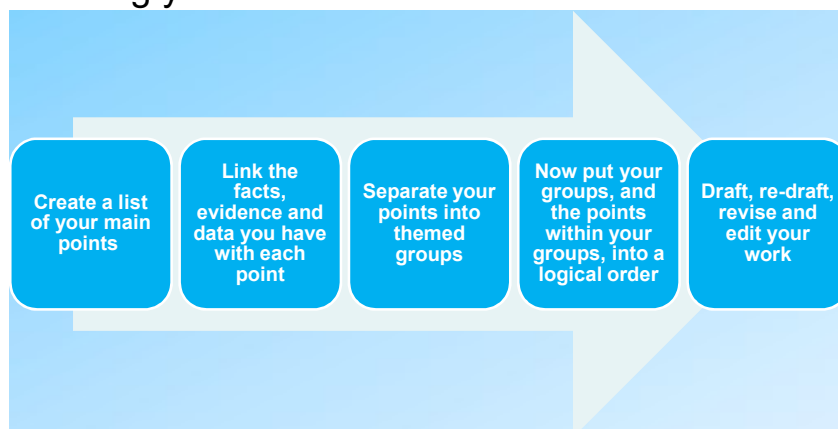 Create a list
of your main
points
Link the
facts,
evidence and
data you have
with each
point
Separate your
points into
themed
groups
Now put your
groups, and
the points
within your
groups, into a
logical order
Draft, re-draft,
revise and
edit your
work